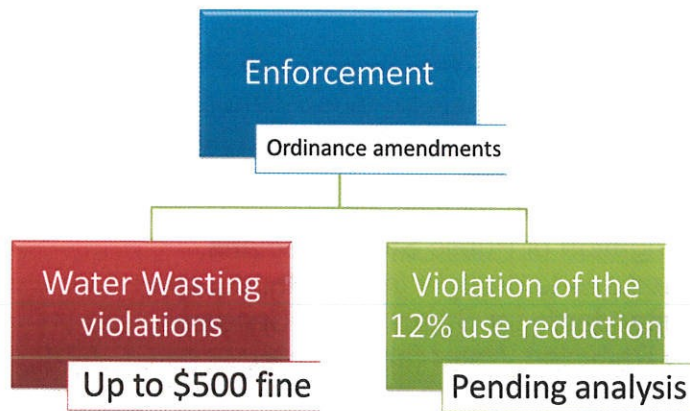 Enforcement
Ordinance amendments
Water Wasting
violations
Up to $500 fine
Violation of the
12% use reduction
Pending analysis